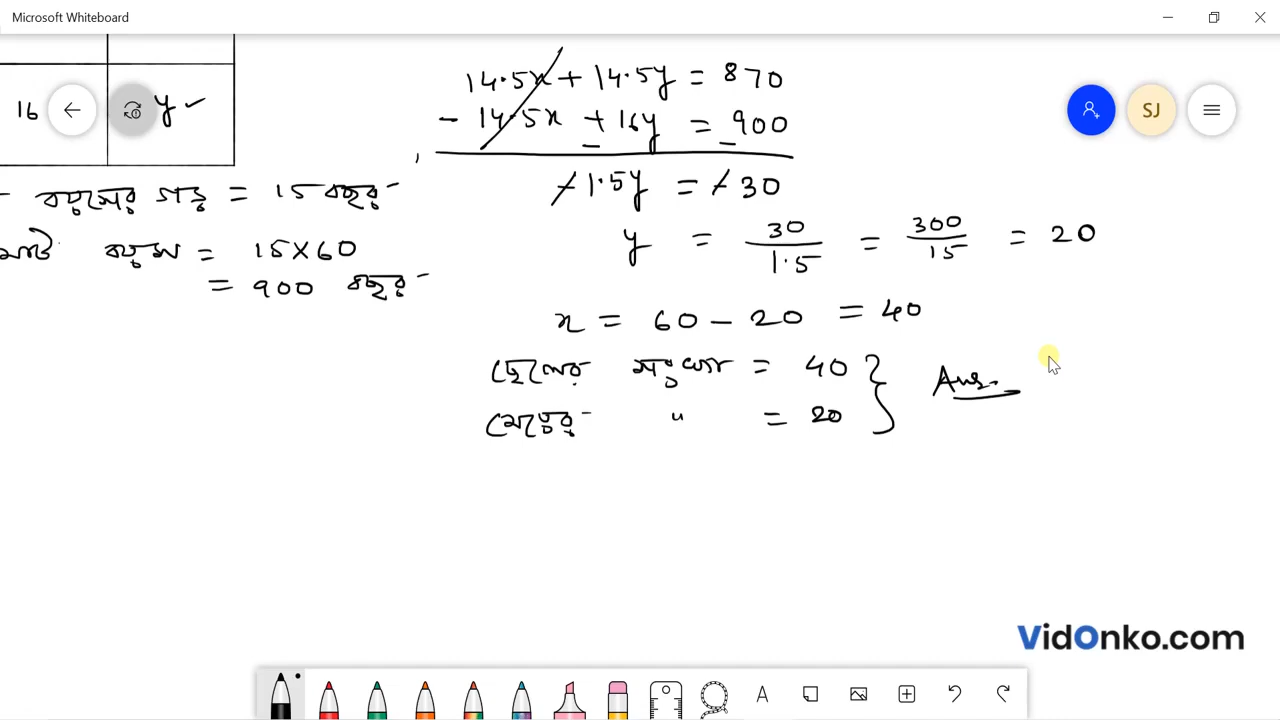 Microsoft Whiteboard
SJ
16 y ✓
বয়সের গড় = 15 বছর
মোট বয়স = 15×60
= 900 বছর
14.5x + 14.5y = 870
- 14.5x + 16y = 900
- -
-1.5y = -30
y = 30/1.5 = 300/15 = 20
x = 60 - 20 = 40
ছেলের সংখ্যা = 40
মেয়ের " = 20
Ans.
VidOnko.com